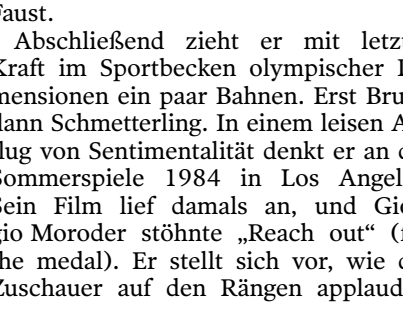 Faust.
Abschließend zieht er mit letzt
Kraft im Sportbecken olympischer D
mensionen ein paar Bahnen. Erst Bru
dann Schmetterling. In einem leisen A
flug von Sentimentalität denkt er an d
Sommerspiele 1984 in Los Angel
Sein Film lief damals an, und Gio
gio Moroder stöhnte „Reach out“ (f
the medal). Er stellt sich vor, wie d
Zuschauer auf den Rängen applaud